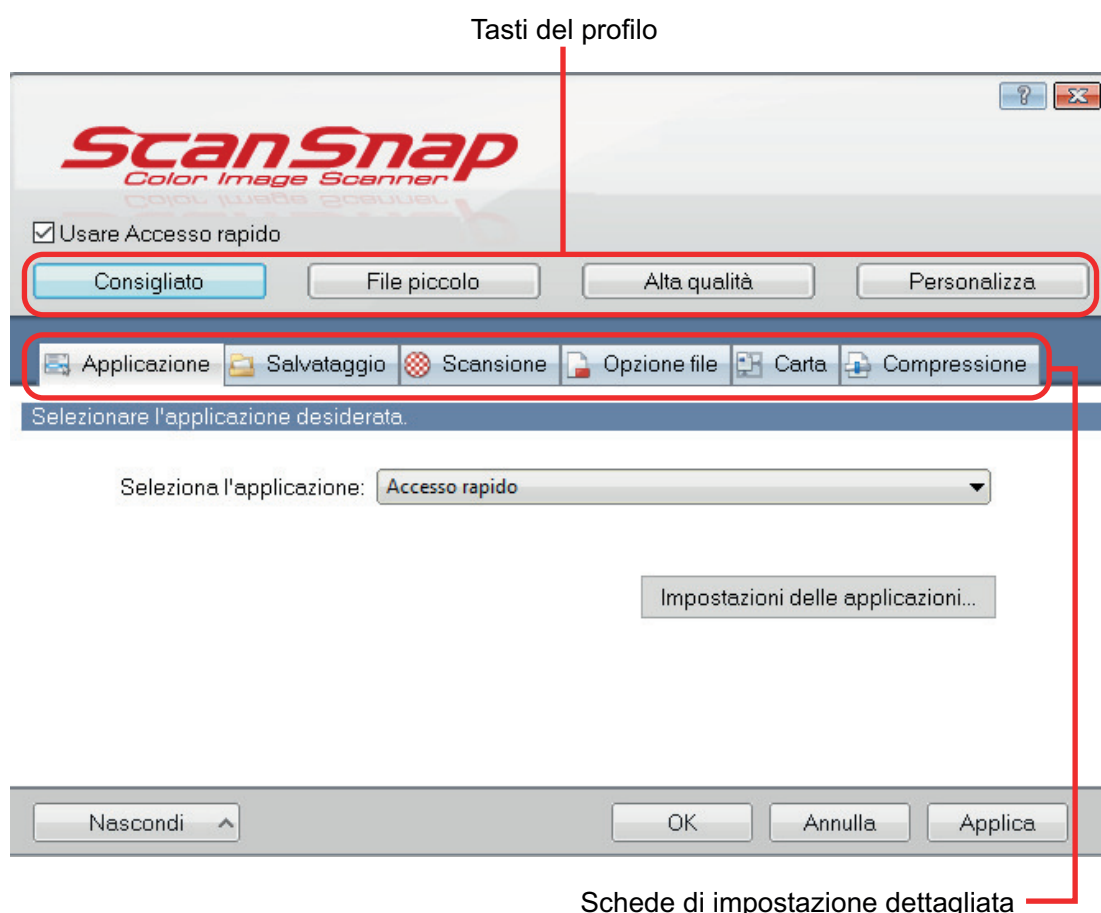 Tasti del profilo
?
ScanSnap
Color Image Scanner
Usare Accesso rapido
Consigliato File piccolo Alta qualità Personalizza
Applicazione Salvataggio Scansione Opzione file Carta Compressione
Selezionare l'applicazione desiderata.
Seleziona l'applicazione: Accesso rapido
Impostazioni delle applicazioni...
Nascondi OK Annulla Applica
Schede di impostazione dettagliata